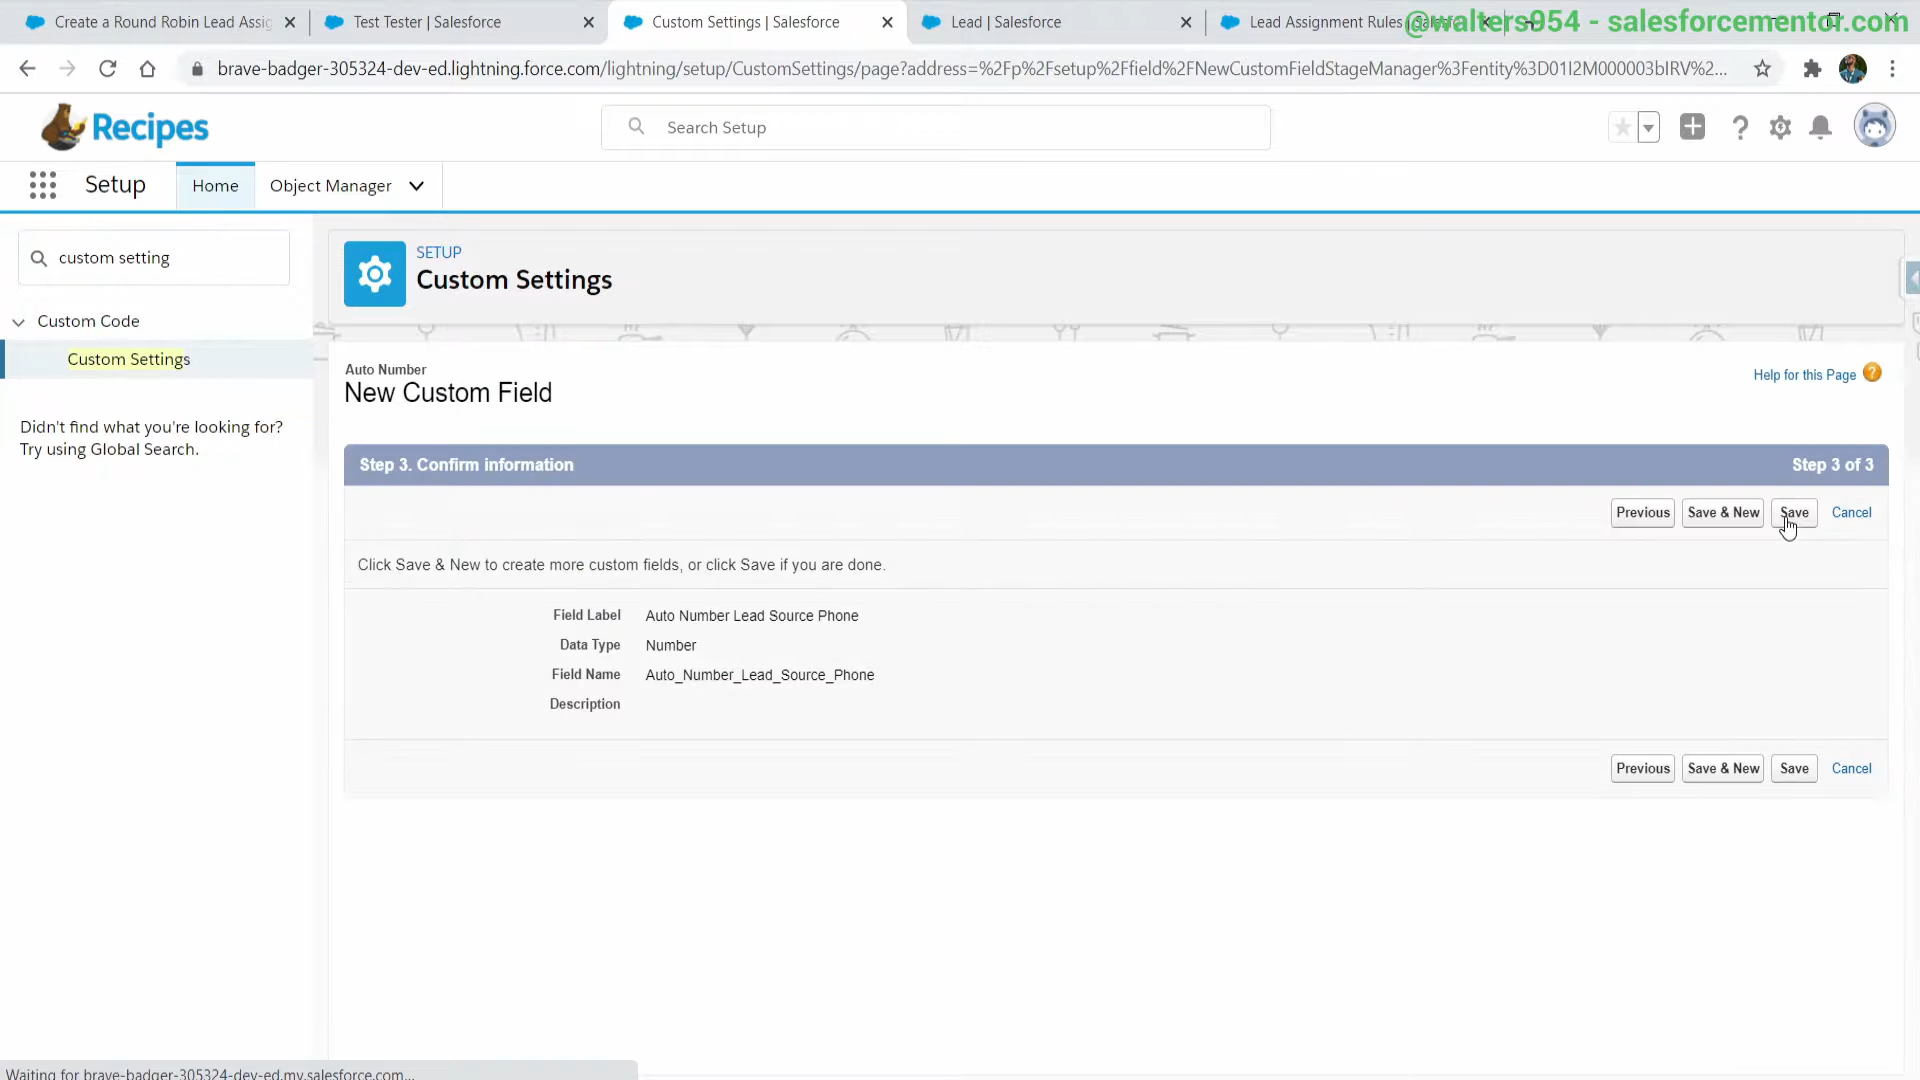 Create a Round Robin Lead Assig
Test Tester | Salesforce
Custom Settings | Salesforce
Lead | Salesforce
Lead Assignment Rules
@walters954 - salesforcementor.com
brave-badger-305324-dev-ed.lightning.force.com/lightning/setup/CustomSettings/page?address=%2Fp%2Fsetup%2Ffield%2FNewCustomFieldStageManager%3Fentity%3D01I2M000003bIRV%2...
Recipes
Search Setup
Setup
Home
Object Manager
custom setting
SETUP
Custom Settings
Custom Code
Custom Settings
Didn't find what you're looking for?
Try using Global Search.
Auto Number
New Custom Field
Help for this Page
Step 3. Confirm information
Step 3 of 3
Previous
Save & New
Save
Cancel
Click Save & New to create more custom fields, or click Save if you are done.
Field Label Auto Number Lead Source Phone
Data Type Number
Field Name Auto_Number_Lead_Source_Phone
Description
Previous
Save & New
Save
Cancel
Waiting for brave-badger-305324-dev-ed.my.salesforce.com...